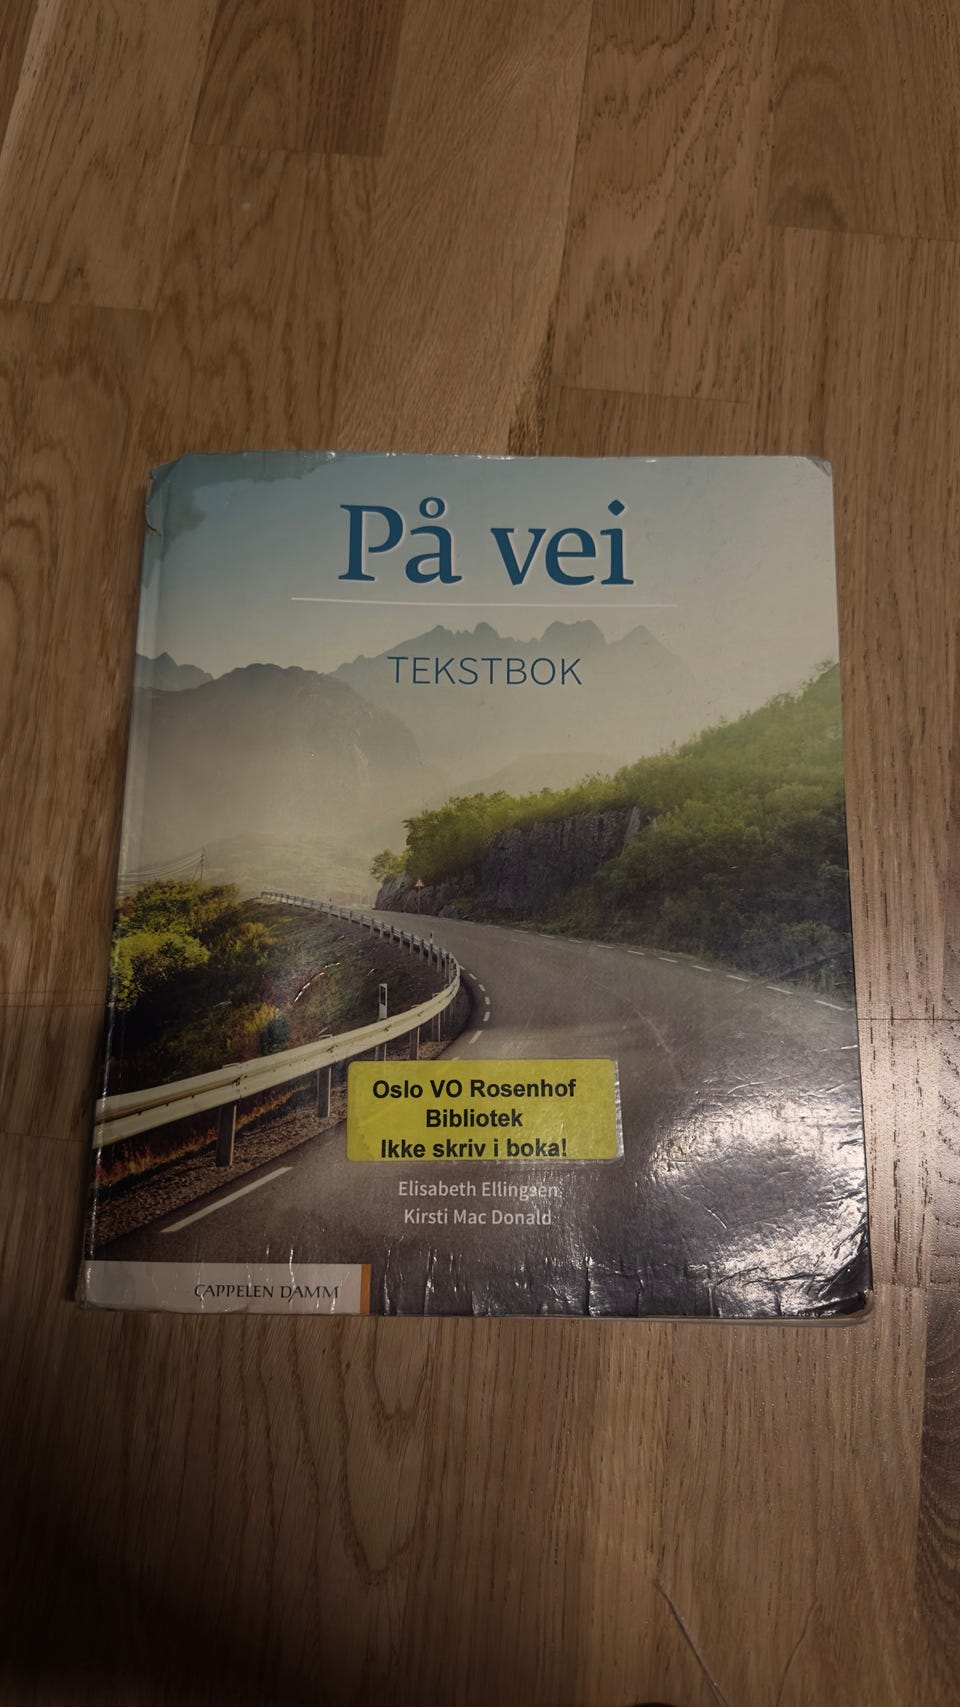 På vei
TEKSTBOK
Oslo VO Rosenhof
Bibliotek
Ikke skriv i boka!
Elisabeth Ellingsen
Kirsti Mac Donald
CAPPELEN DAMM